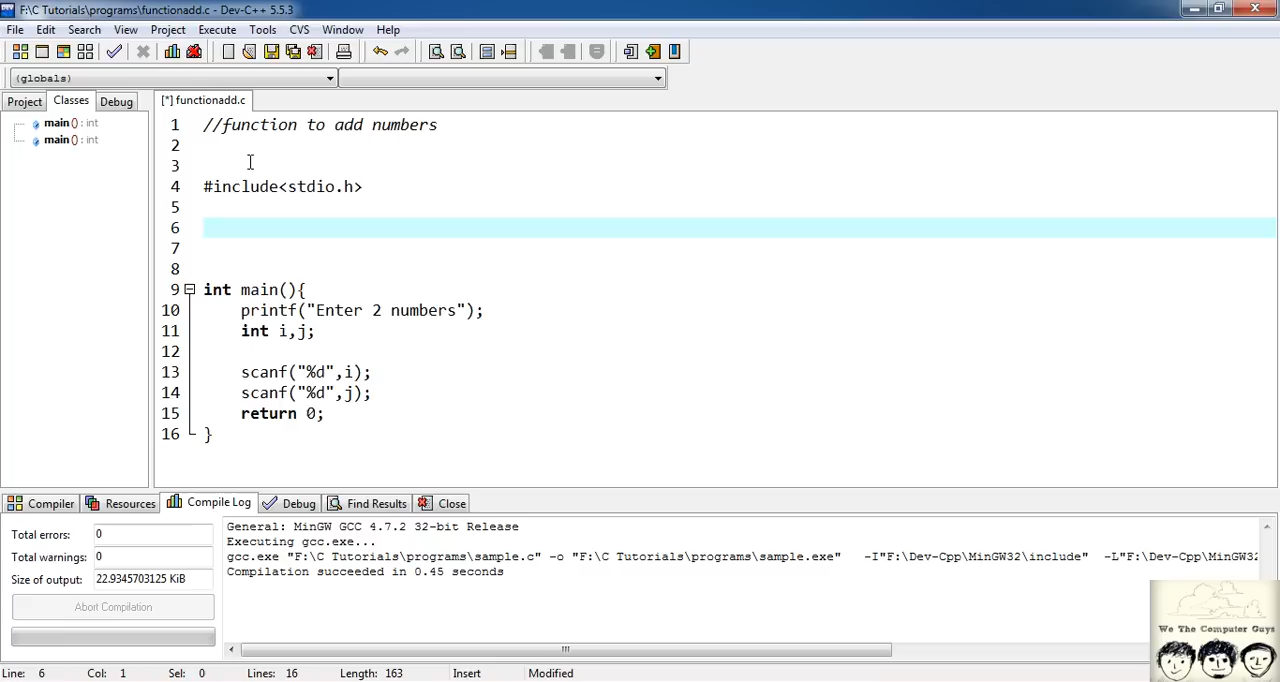 F:\C Tutorials\programs\functionadd.c - Dev-C++ 5.5.3
File Edit Search View Project Execute Tools CVS Window Help
(globals)
Project Classes Debug
[*] functionadd.c
main () : int
main () : int
1 //function to add numbers
2
3
4 #include<stdio.h>
5
6
7
8
9 int main(){
10 printf("Enter 2 numbers");
11 int i,j;
12
13 scanf("%d",i);
14 scanf("%d",j);
15 return 0;
16 }
Compiler Resources Compile Log Debug Find Results Close
Total errors: 0
Total warnings: 0
Size of output: 22.9345703125 KiB
Abort Compilation
General: MinGW GCC 4.7.2 32-bit Release
Executing gcc.exe...
gcc.exe "F:\C Tutorials\programs\sample.c" -o "F:\C Tutorials\programs\sample.exe" -I"F:\Dev-Cpp\MinGW32\include" -L"F:\Dev-Cpp\MinGW32
Compilation succeeded in 0.45 seconds
We The Computer Guys
Line: 6 Col: 1 Sel: 0 Lines: 16 Length: 163 Insert Modified